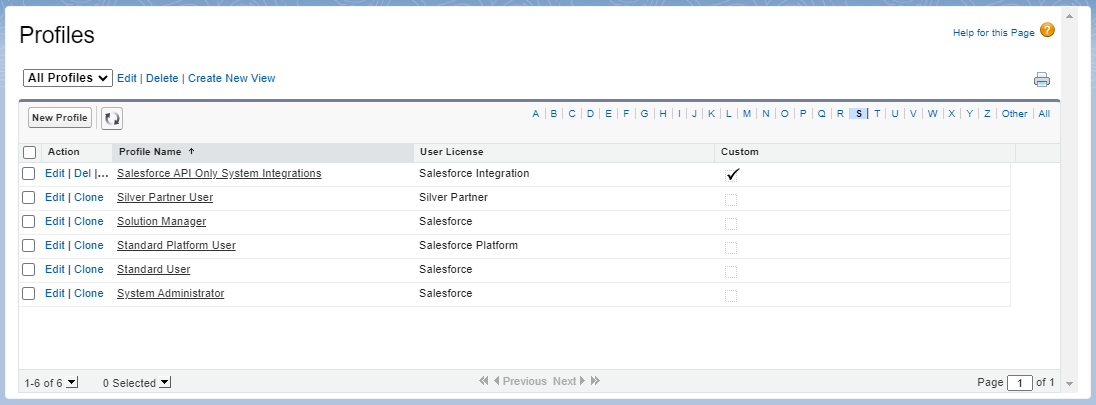 Profiles
Help for this Page ?
All Profiles Edit | Delete | Create New View
New Profile A | B | C | D | E | F | G | H | I | J | K | L | M | N | O | P | Q | R | S | T | U | V | W | X | Y | Z | Other | All
Action Profile Name User License Custom
Edit | Del |... Salesforce API Only System Integrations Salesforce Integration
Edit | Clone Silver Partner User Silver Partner
Edit | Clone Solution Manager Salesforce
Edit | Clone Standard Platform User Salesforce Platform
Edit | Clone Standard User Salesforce
Edit | Clone System Administrator Salesforce
1-6 of 6 0 Selected Previous Next Page 1 of 1